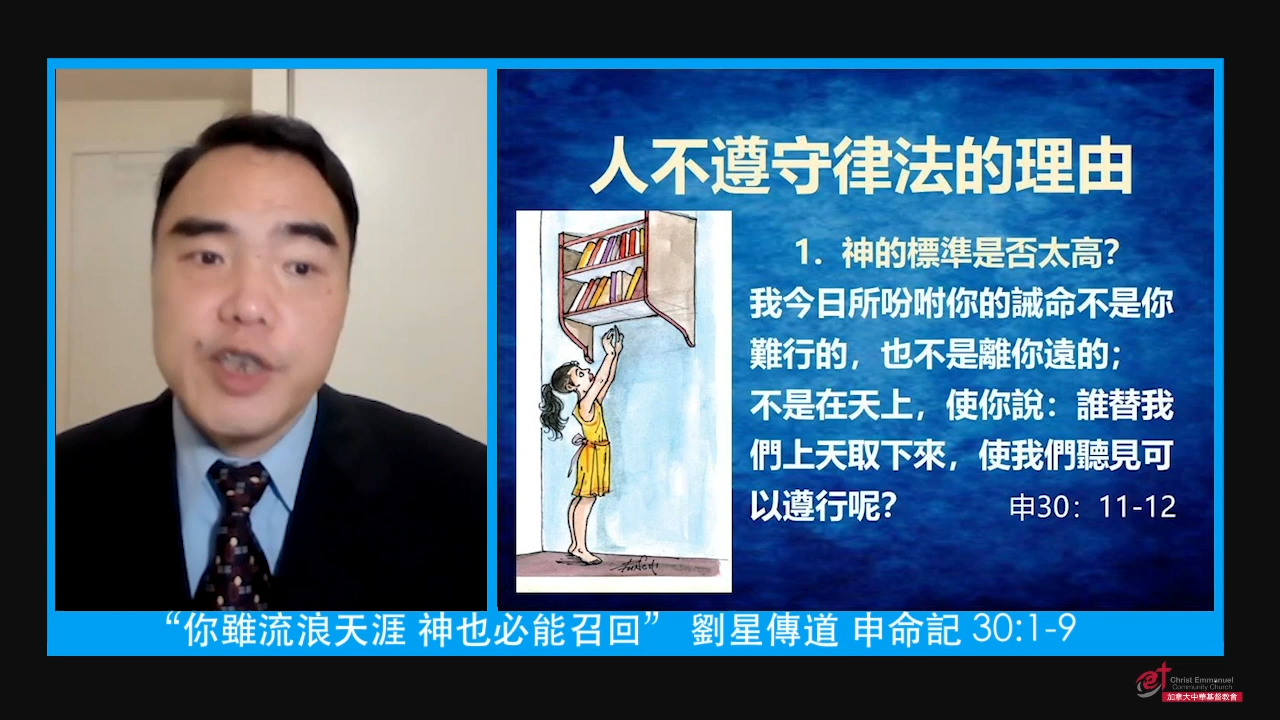 人不遵守律法的理由
1. 神的標準是否太高?
我今日所吩咐你的誡命不是你
難行的，也不是離你遠的；
不是在天上，使你說：誰替我
們上天取下來，使我們聽見可
以遵行呢?
申30：11-12
“你雖流浪天涯 神也必能召回” 劉星傳道 申命記 30:1-9
Christ Emmanuel
Community Church
加拿大中華基督教會